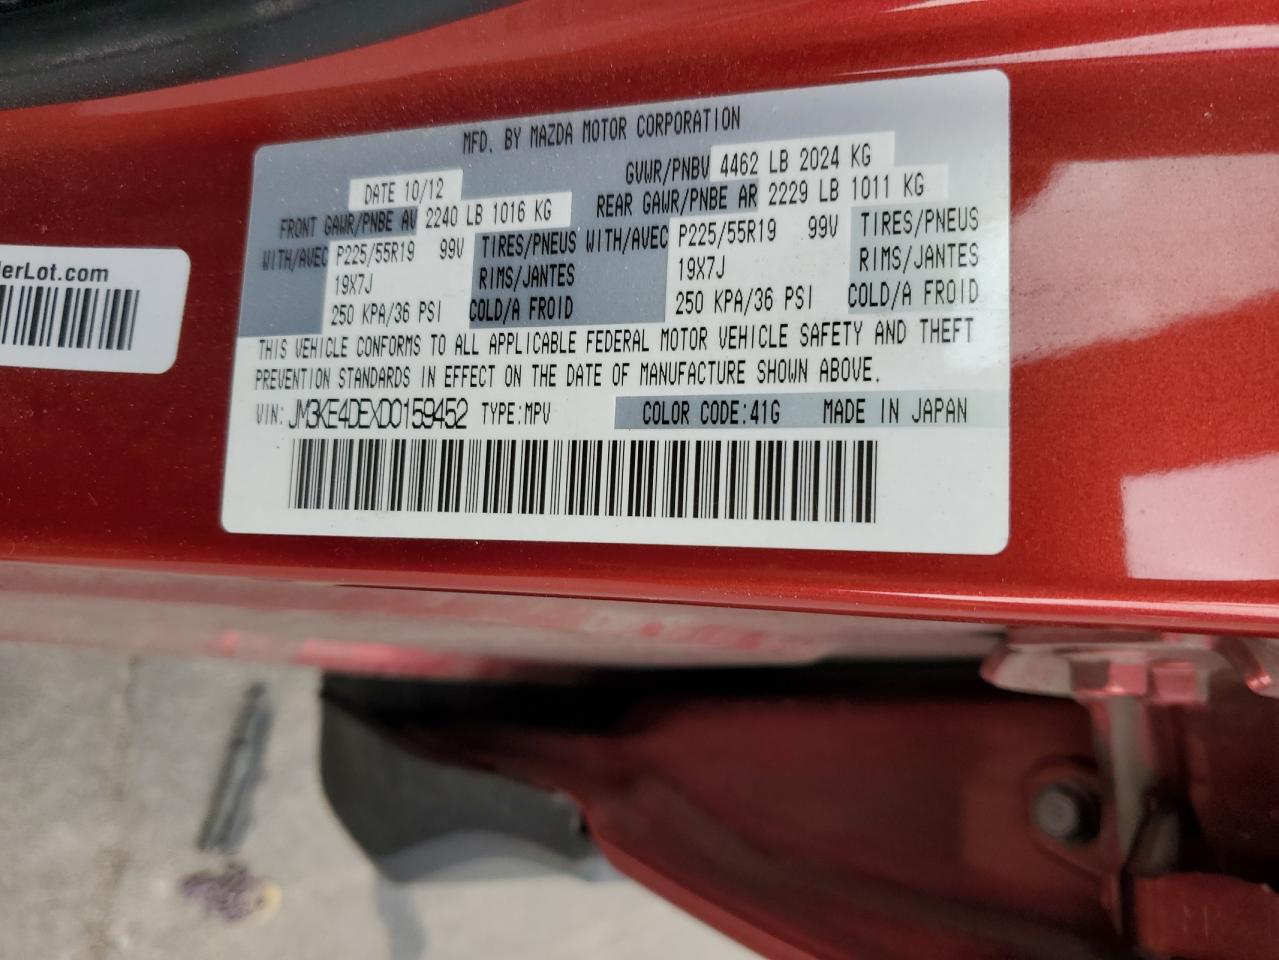 MFD. BY MAZDA MOTOR CORPORATION
DATE 10/12 GVWR/PNBV 4462 LB 2024 KG
FRONT GAWR/PNBE AV 2240 LB 1016 KG REAR GAWR/PNBE AR 2229 LB 1011 KG
WITH/AVEC P225/55R19 99V TIRES/PNEUS WITH/AVEC P225/55R19 99V TIRES/PNEUS
19X7J RIMS/JANTES 19X7J RIMS/JANTES
250 KPA/36 PSI COLD/A FROID 250 KPA/36 PSI COLD/A FROID
THIS VEHICLE CONFORMS TO ALL APPLICABLE FEDERAL MOTOR VEHICLE SAFETY AND THEFT
PREVENTION STANDARDS IN EFFECT ON THE DATE OF MANUFACTURE SHOWN ABOVE.
VIN: JM3KE4DEXD0159452 TYPE:MPV COLOR CODE:41G MADE IN JAPAN
lerLot.com